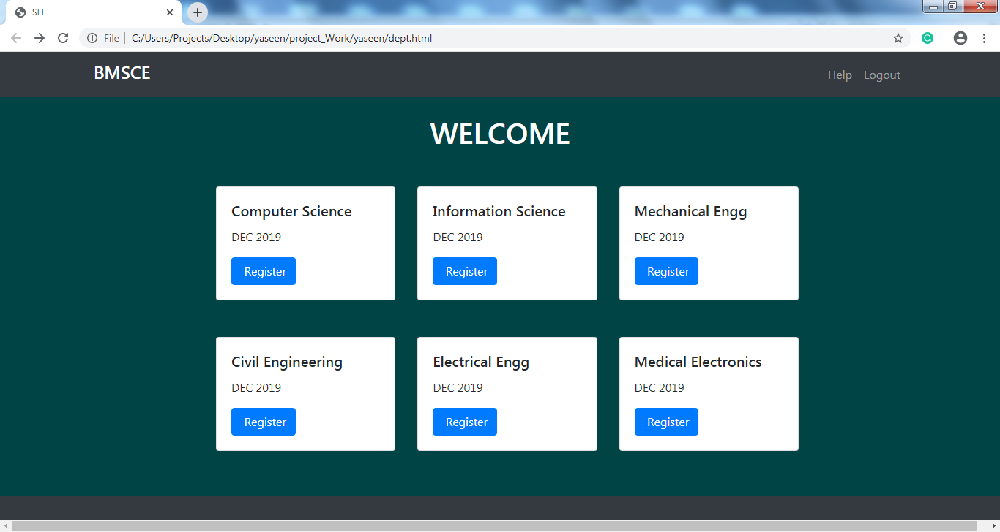 SEE
File C:/Users/Projects/Desktop/yaseen/project_Work/yaseen/dept.html
BMSCE
Help Logout
WELCOME
Computer Science
DEC 2019
Register
Information Science
DEC 2019
Register
Mechanical Engg
DEC 2019
Register
Civil Engineering
DEC 2019
Register
Electrical Engg
DEC 2019
Register
Medical Electronics
DEC 2019
Register